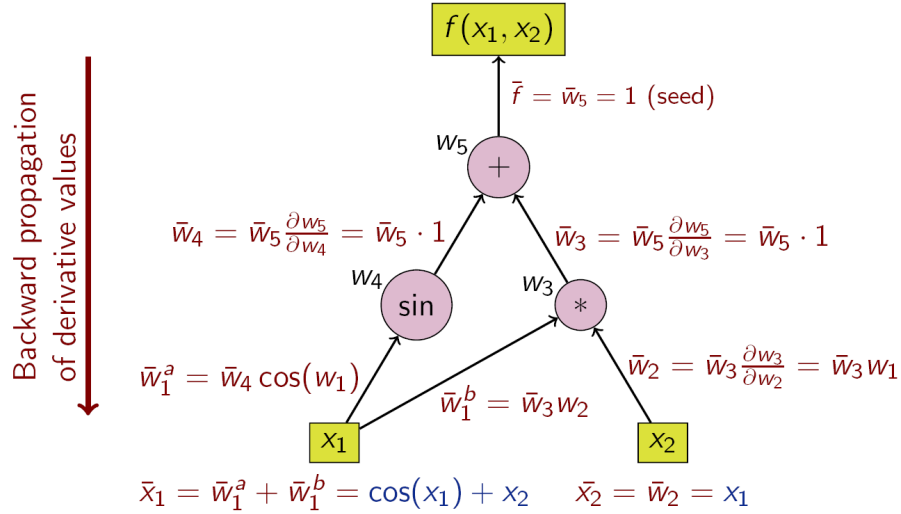 f(x₁, x₂)
f̄ = w̄₅ = 1 (seed)
w₅
+
Backward propagation
of derivative values
w̄₄ = w̄₅ ∂w₅/∂w₄ = w̄₅ · 1
w̄₃ = w̄₅ ∂w₅/∂w₃ = w̄₅ · 1
w₄
sin
w₃
*
w̄₁ᵃ = w̄₄ cos(w₁)
w̄₁ᵇ = w̄₃w₂
w̄₂ = w̄₃ ∂w₃/∂w₂ = w̄₃w₁
x₁
x₂
x̄₁ = w̄₁ᵃ + w̄₁ᵇ = cos(x₁) + x₂
x̄₂ = w̄₂ = x₁